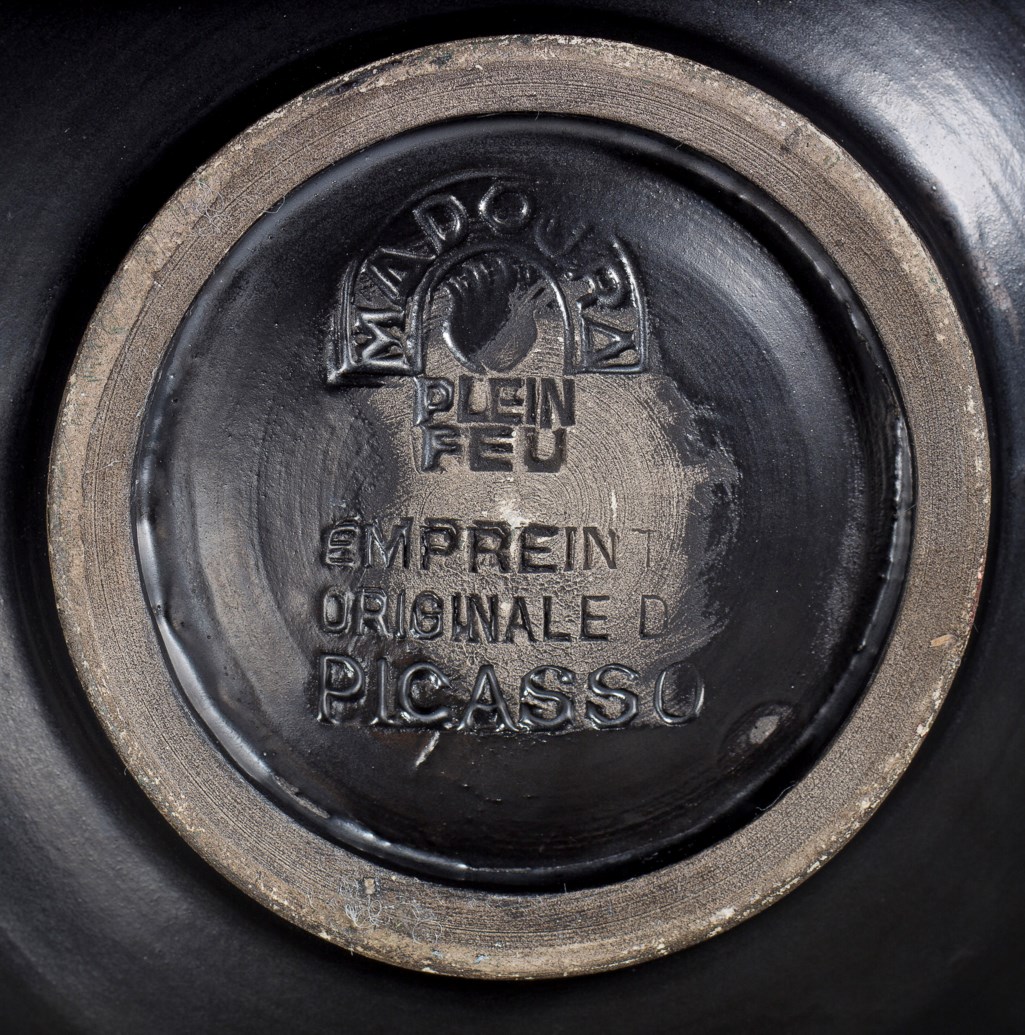 MADOURA
PLEIN
FEU
EMPREINT
ORIGINALE D
PICASSO